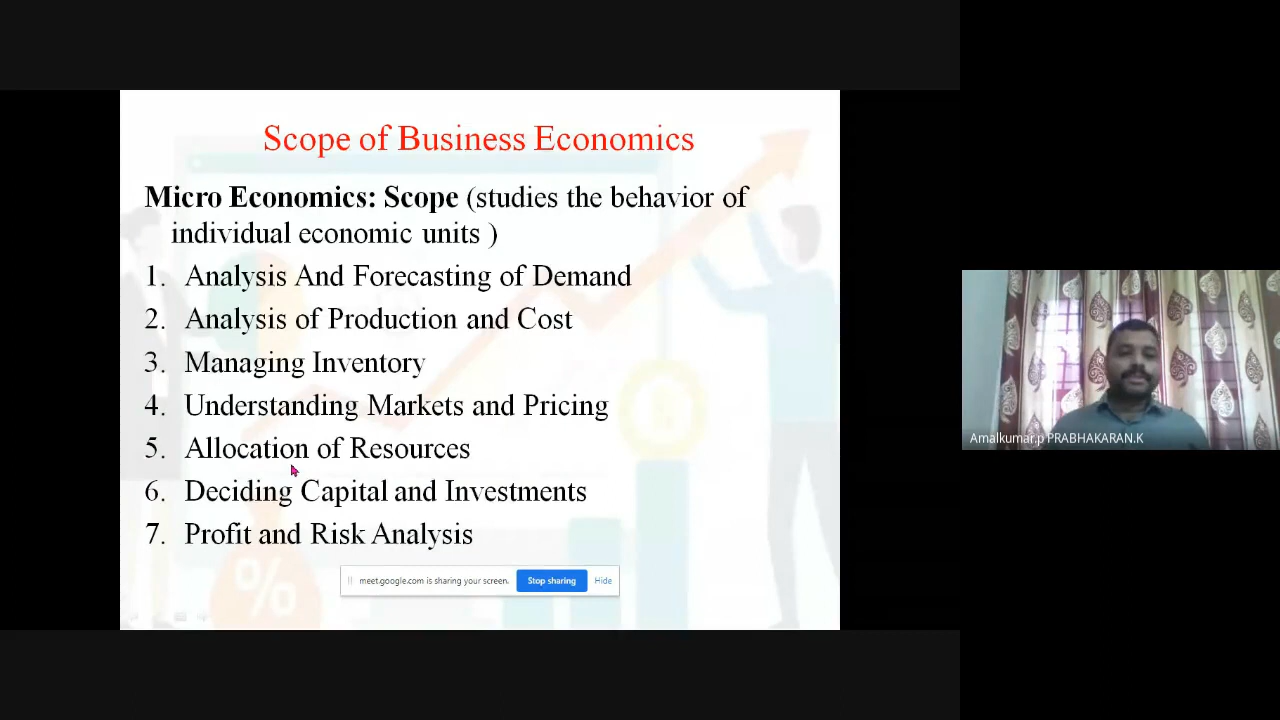 Scope of Business Economics
Micro Economics: Scope (studies the behavior of
individual economic units )
1. Analysis And Forecasting of Demand
2. Analysis of Production and Cost
3. Managing Inventory
4. Understanding Markets and Pricing
5. Allocation of Resources
6. Deciding Capital and Investments
7. Profit and Risk Analysis
%
meet.google.com is sharing your screen. Stop sharing Hide
Amalkumar.p PRABHAKARAN.K